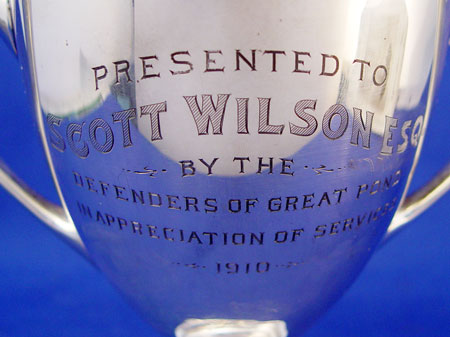 PRESENTED TO
SCOTT WILSON ESQ
BY THE
DEFENDERS OF GREAT POND
IN APPRECIATION OF SERVICES
1910